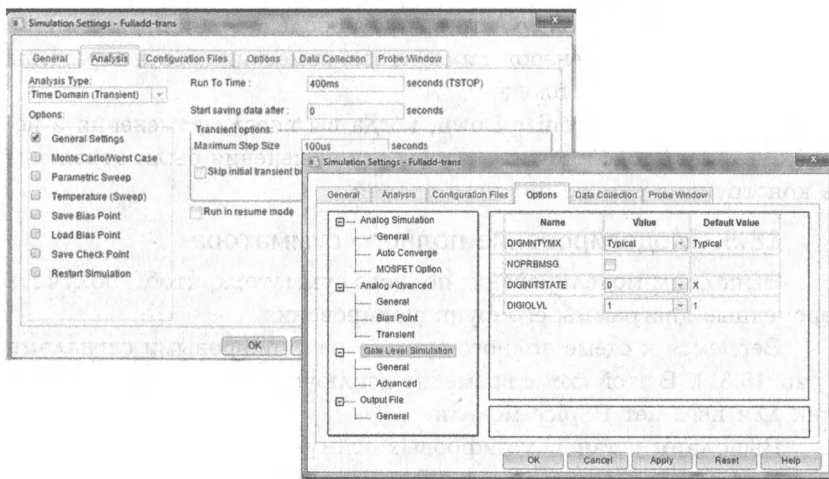 Simulation Settings - Fulladd-trans
General Analysis Configuration Files Options Data Collection Probe Window
Analysis Type:
Time Domain (Transient)
Options:
General Settings
Monte Carlo/Worst Case
Parametric Sweep
Temperature (Sweep)
Save Bias Point
Load Bias Point
Save Check Point
Restart Simulation
Run To Time : 400ms seconds (TSTOP)
Start saving data after : 0 seconds
Transient options:
Maximum Step Size 100us seconds
Skip initial transient
Run in resume mode
OK
Simulation Settings - Fulladd-trans
General Analysis Configuration Files Options Data Collection Probe Window
Analog Simulation
General
Auto Converge
MOSFET Option
Analog Advanced
General
Bias Point
Transient
Gate Level Simulation
General
Advanced
Output File
General
Name Value Default Value
DIGMNTYMX Typical Typical
NOPRBMSG
DIGINITSTATE 0 X
DIGIOLVL 1 1
OK Cancel Apply Reset Help